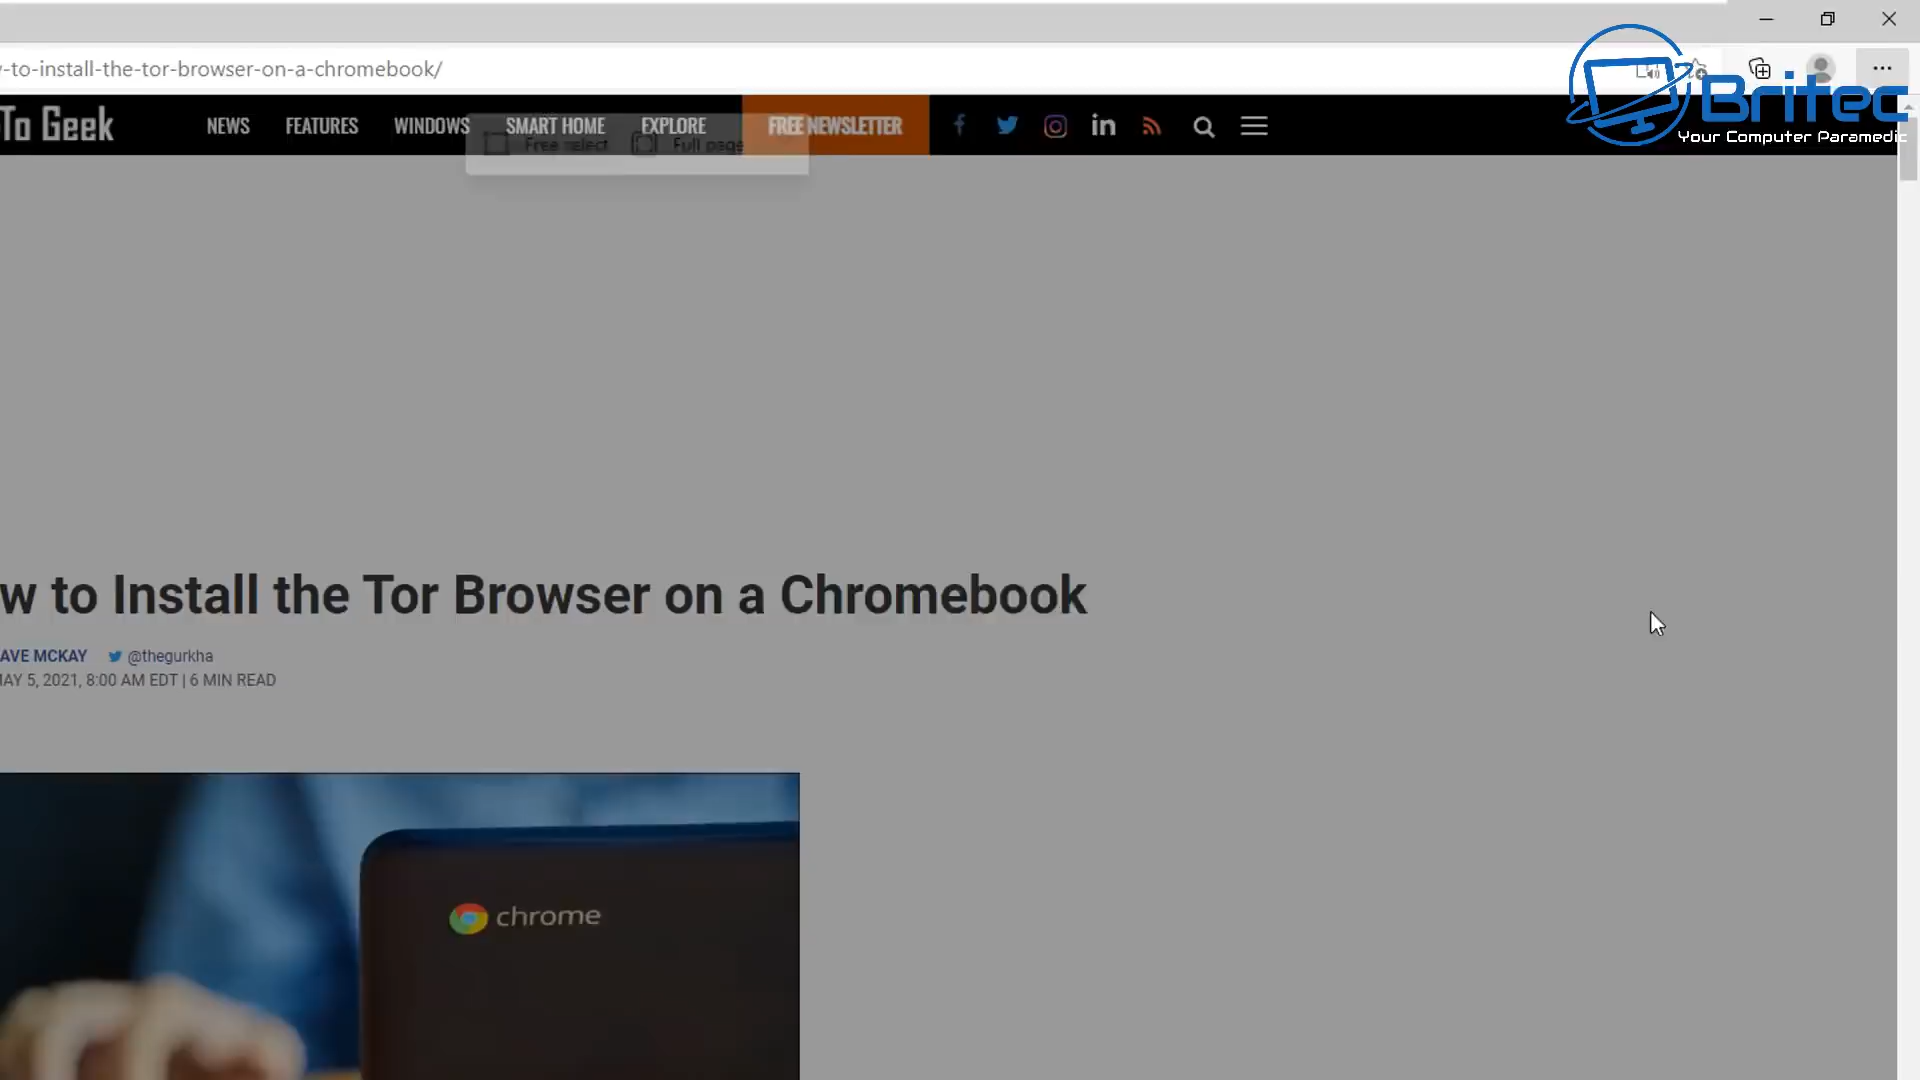 -to-install-the-tor-browser-on-a-chromebook/
To Geek
NEWS FEATURES WINDOWS SMART HOME EXPLORE FREE NEWSLETTER
Free select Full page
Britec
Your Computer Paramedic
w to Install the Tor Browser on a Chromebook
AVE MCKAY @thegurkha
MAY 5, 2021, 8:00 AM EDT | 6 MIN READ
chrome